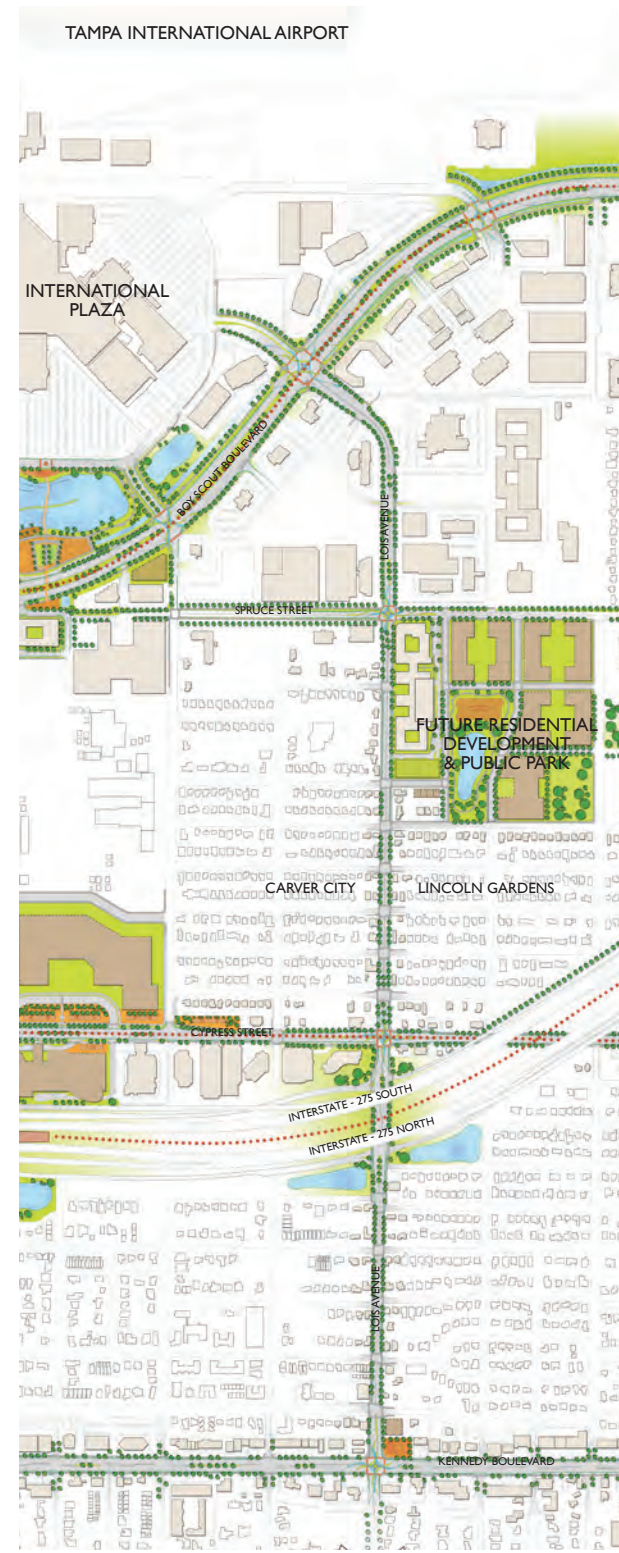 TAMPA INTERNATIONAL AIRPORT
INTERNATIONAL
PLAZA
BOY SCOUT BOULEVARD
LOIS AVENUE
SPRUCE STREET
FUTURE RESIDENTIAL
DEVELOPMENT
& PUBLIC PARK
CARVER CITY
LINCOLN GARDENS
CYPRESS STREET
INTERSTATE - 275 SOUTH
INTERSTATE - 275 NORTH
LOIS AVENUE
KENNEDY BOULEVARD